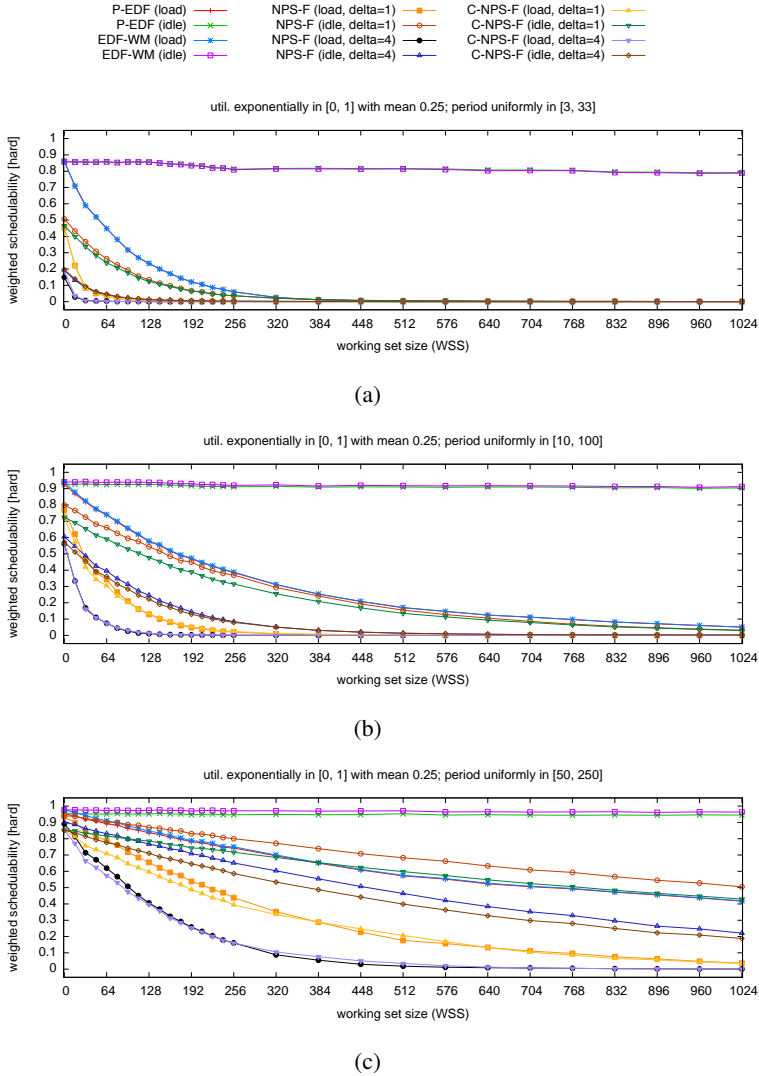 P-EDF (load) NPS-F (load, delta=1) C-NPS-F (load, delta=1)
P-EDF (idle) NPS-F (idle, delta=1) C-NPS-F (idle, delta=1)
EDF-WM (load) NPS-F (load, delta=4) C-NPS-F (load, delta=4)
EDF-WM (idle) NPS-F (idle, delta=4) C-NPS-F (idle, delta=4)
util. exponentially in [0, 1] with mean 0.25; period uniformly in [3, 33]
weighted schedulability [hard]
1
0.9
0.8
0.7
0.6
0.5
0.4
0.3
0.2
0.1
0
0 64 128 192 256 320 384 448 512 576 640 704 768 832 896 960 1024
working set size (WSS)
(a)
util. exponentially in [0, 1] with mean 0.25; period uniformly in [10, 100]
weighted schedulability [hard]
1
0.9
0.8
0.7
0.6
0.5
0.4
0.3
0.2
0.1
0
0 64 128 192 256 320 384 448 512 576 640 704 768 832 896 960 1024
working set size (WSS)
(b)
util. exponentially in [0, 1] with mean 0.25; period uniformly in [50, 250]
weighted schedulability [hard]
1
0.9
0.8
0.7
0.6
0.5
0.4
0.3
0.2
0.1
0
0 64 128 192 256 320 384 448 512 576 640 704 768 832 896 960 1024
working set size (WSS)
(c)